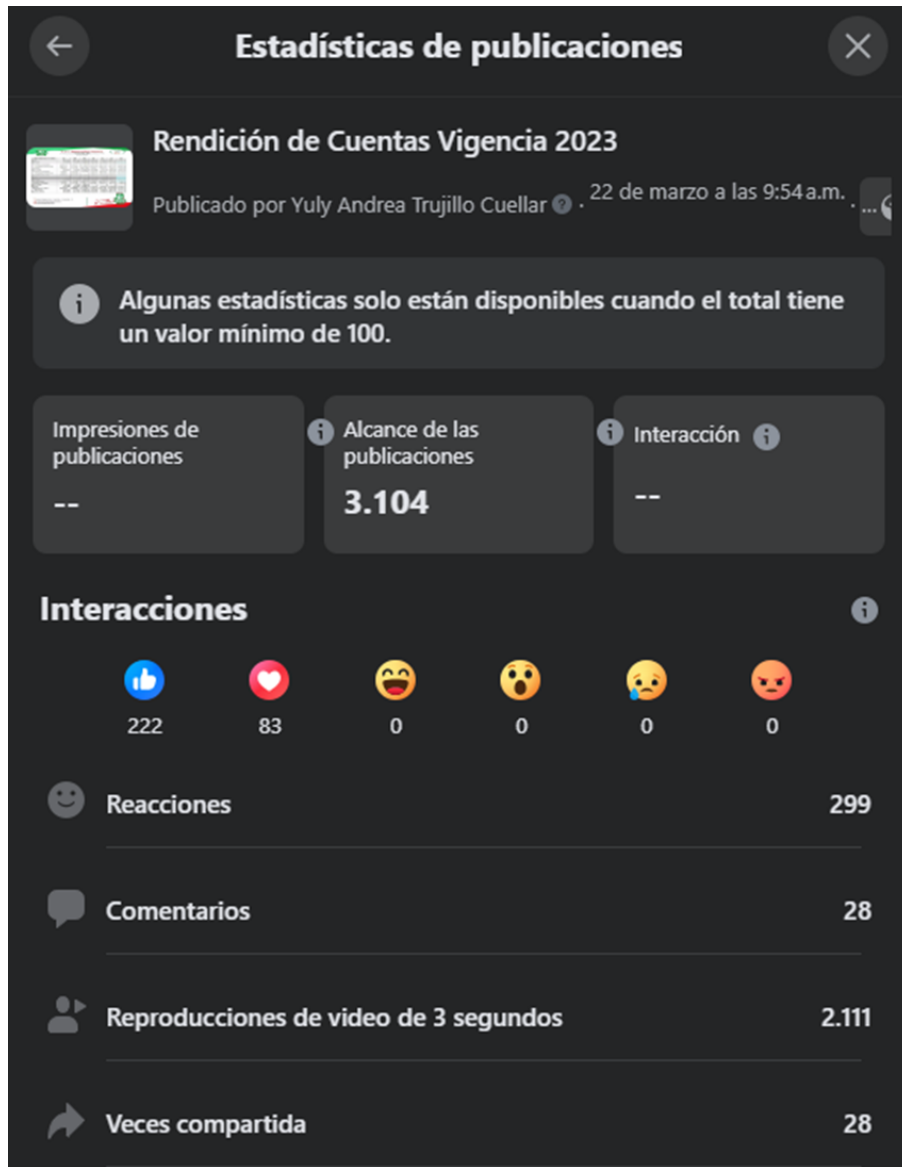 Estadísticas de publicaciones
Rendición de Cuentas Vigencia 2023
Publicado por Yuly Andrea Trujillo Cuellar · 22 de marzo a las 9:54 a.m. · ...
Algunas estadísticas solo están disponibles cuando el total tiene
un valor mínimo de 100.
Impresiones de
publicaciones
--
Alcance de las
publicaciones
3.104
Interacción
--
Interacciones
222 83 0 0 0 0
Reacciones 299
Comentarios 28
Reproducciones de video de 3 segundos 2.111
Veces compartida 28